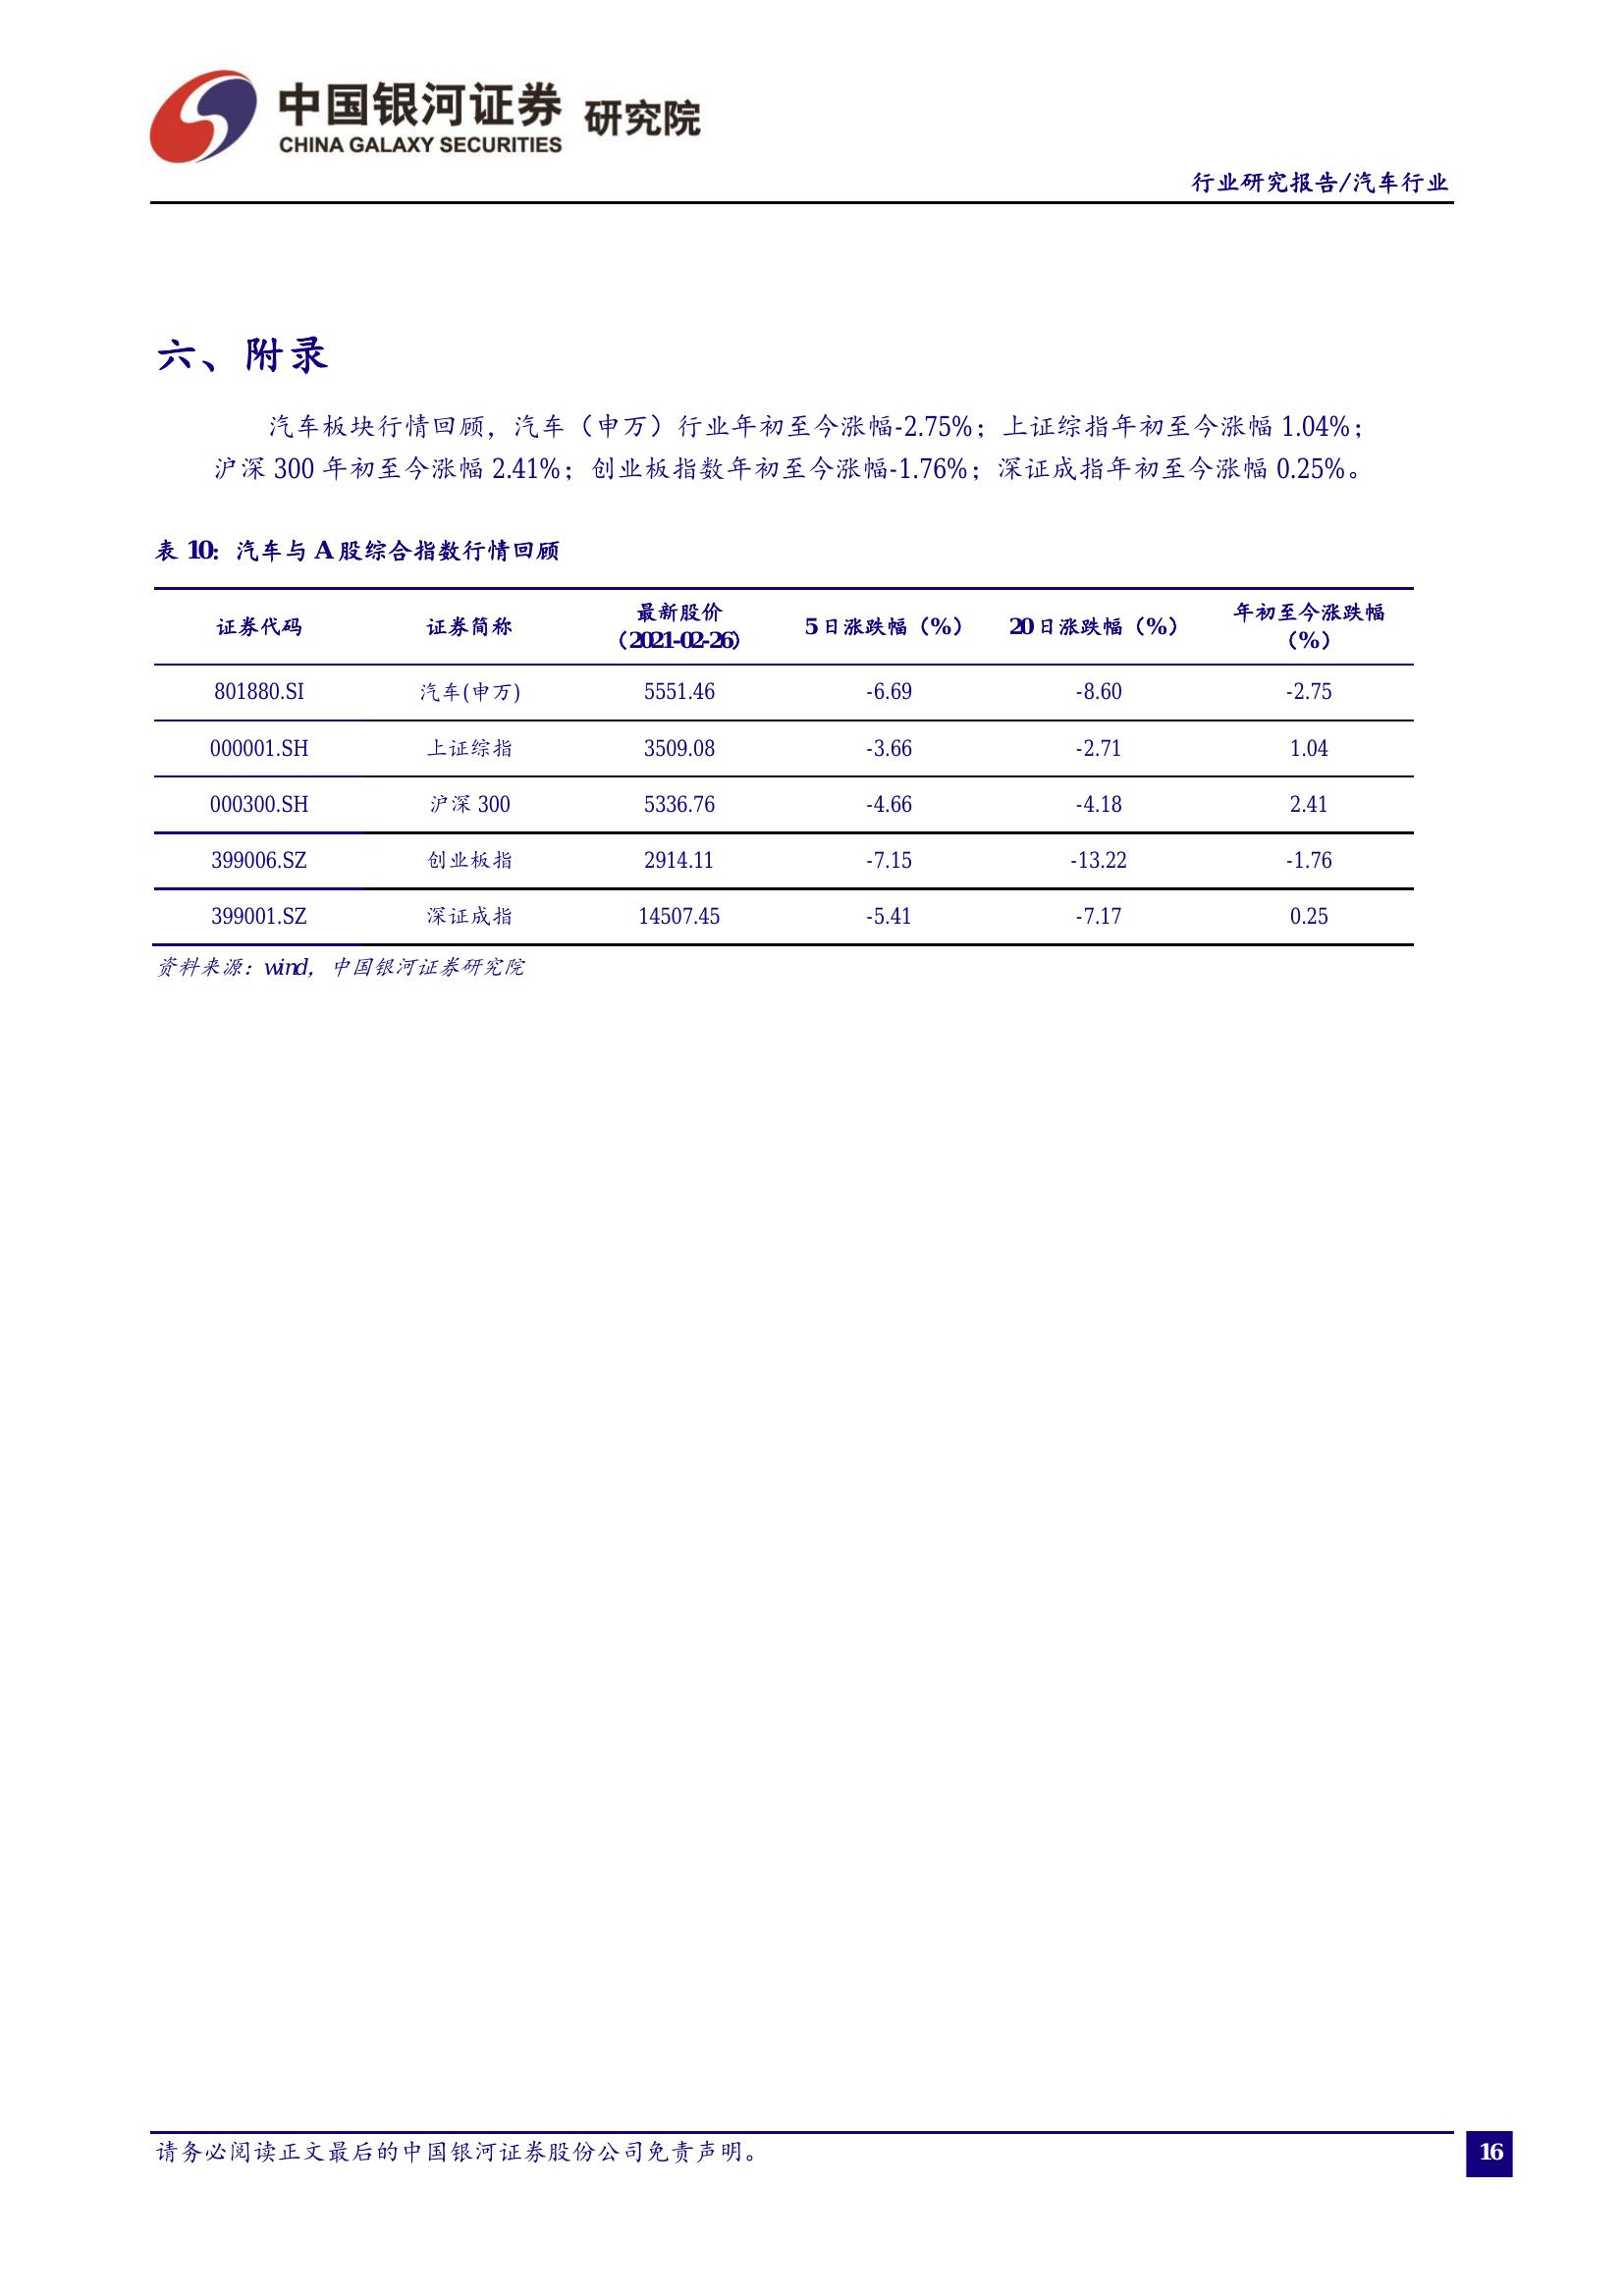 中国银河证券 研究院
CHINA GALAXY SECURITIES
行业研究报告/汽车行业
六、附录
汽车板块行情回顾，汽车（申万）行业年初至今涨幅-2.75%；上证综指年初至今涨幅 1.04%；
沪深 300 年初至今涨幅 2.41%；创业板指数年初至今涨幅-1.76%；深证成指年初至今涨幅 0.25%。
表 10：汽车与 A 股综合指数行情回顾
证券代码 证券简称 最新股价（2021-02-26） 5 日涨跌幅（%） 20 日涨跌幅（%） 年初至今涨跌幅（%）
801880.SI 汽车(申万) 5551.46 -6.69 -8.60 -2.75
000001.SH 上证综指 3509.08 -3.66 -2.71 1.04
000300.SH 沪深 300 5336.76 -4.66 -4.18 2.41
399006.SZ 创业板指 2914.11 -7.15 -13.22 -1.76
399001.SZ 深证成指 14507.45 -5.41 -7.17 0.25
资料来源：wind，中国银河证券研究院
请务必阅读正文最后的中国银河证券股份公司免责声明。
16